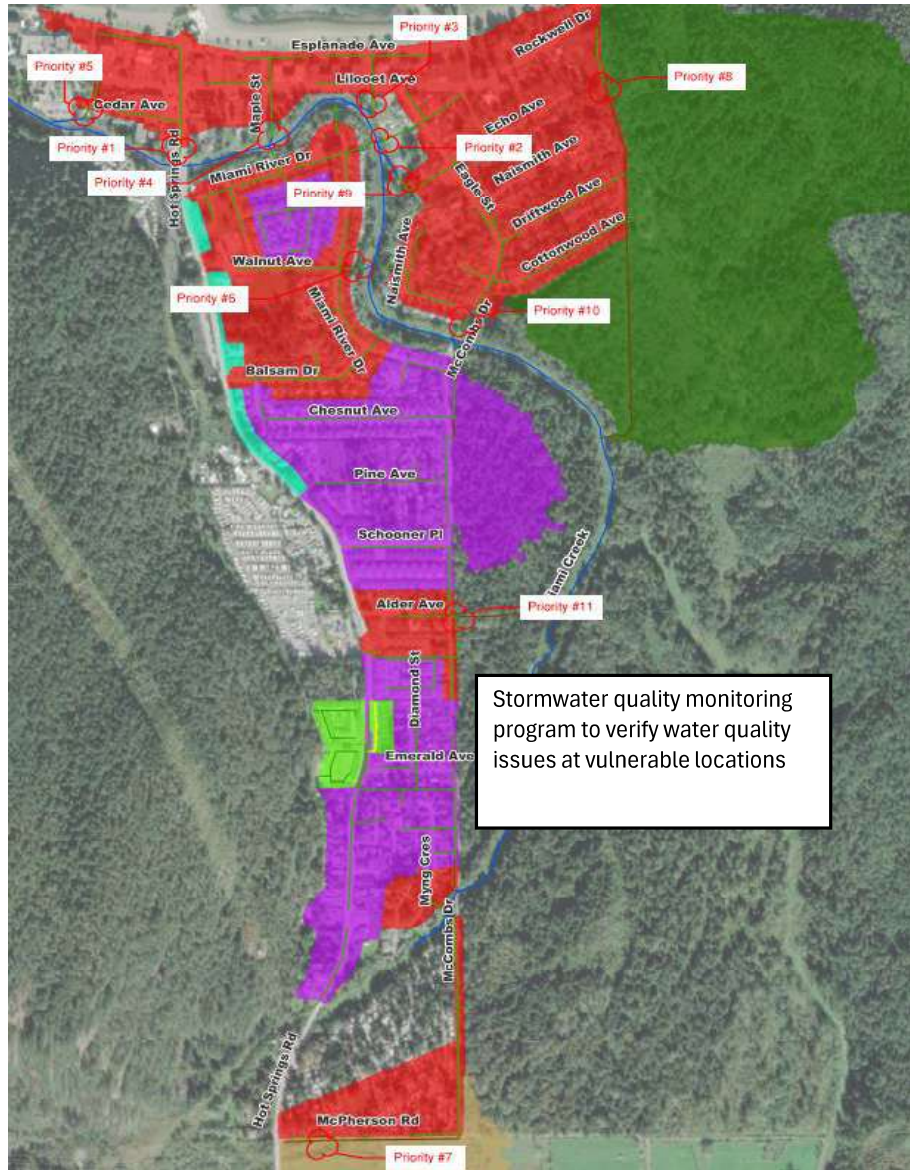 Priority #3
Rockwell Dr
Esplanade Ave
Priority #5
Lilooet Ave
Priority #8
Maple St
Cedar Ave
Echo Ave
Priority #1
Hot Springs Rd
Priority #2
Naismith Ave
Miami River Dr
Priority #4
Eagle St
Priority #9
Driftwood Ave
Cottonwood Ave
Naismith Ave
Walnut Ave
Priority #6
Miami River Dr
Priority #10
McCombs Dr
Balsam Dr
Chesnut Ave
Pine Ave
Schooner Pl
iami Creek
Alder Ave
Priority #11
Diamond St
Stormwater quality monitoring
program to verify water quality
issues at vulnerable locations
Emerald Ave
Myng Cres
McCombs Dr
Hot Springs Rd
McPherson Rd
Priority #7